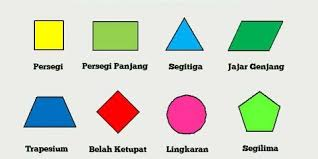 Persegi
Persegi Panjang
Segitiga
Jajar Genjang
Trapesium
Belah Ketupat
Lingkaran
Segilima